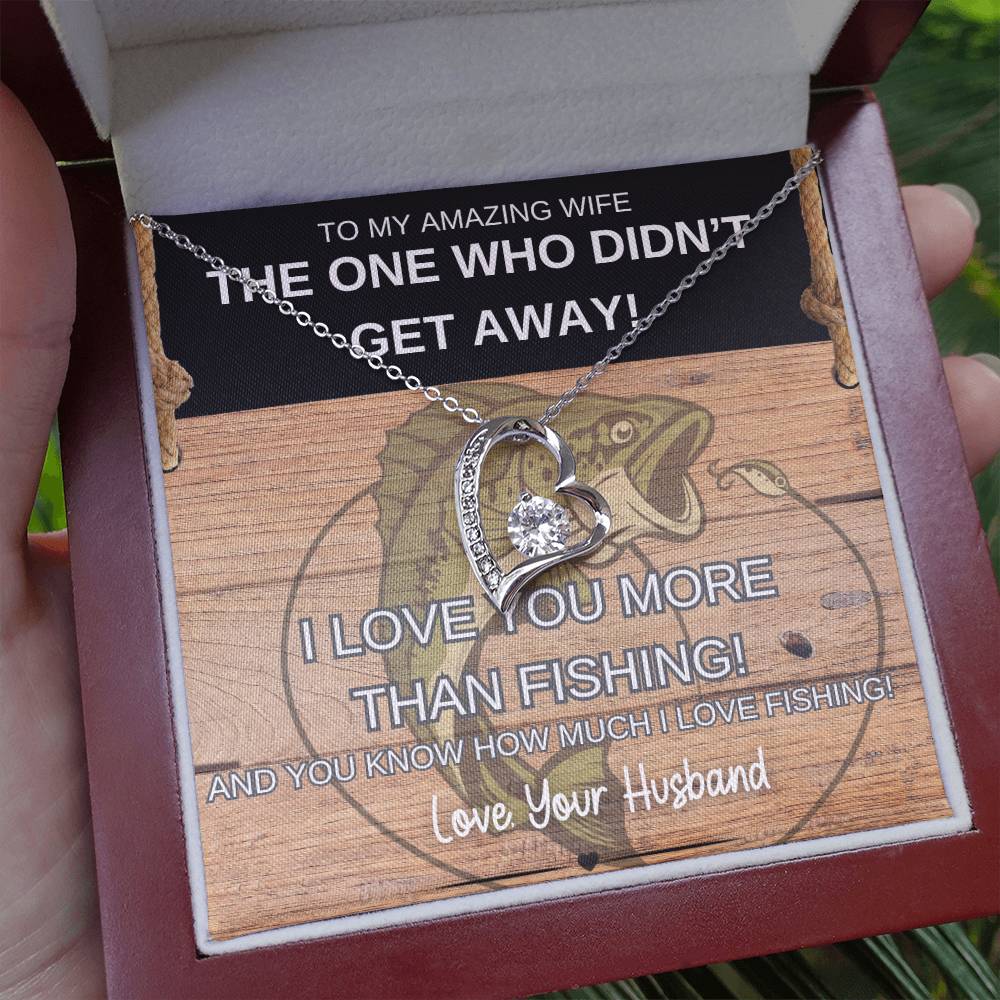 TO MY AMAZING WIFE
THE ONE WHO DIDN'T
GET AWAY!
I LOVE YOU MORE
THAN FISHING!
AND YOU KNOW HOW MUCH I LOVE FISHING!
Love, Your Husband